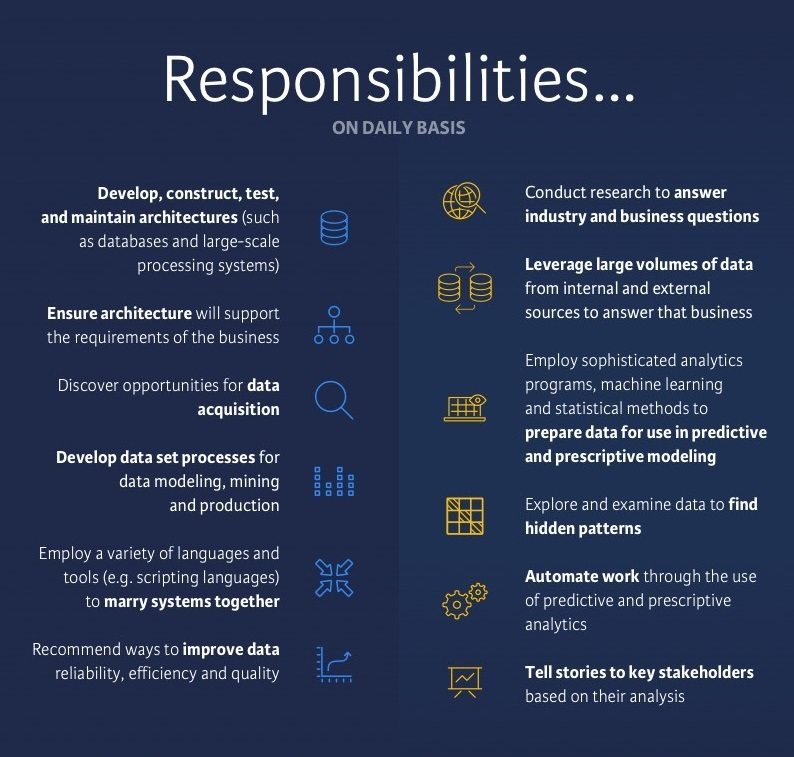 Responsibilities...
ON DAILY BASIS
Develop, construct, test,
and maintain architectures (such
as databases and large-scale
processing systems)
Ensure architecture will support
the requirements of the business
Discover opportunities for data
acquisition
Develop data set processes for
data modeling, mining
and production
Employ a variety of languages and
tools (e.g. scripting languages)
to marry systems together
Recommend ways to improve data
reliability, efficiency and quality
Conduct research to answer
industry and business questions
Leverage large volumes of data
from internal and external
sources to answer that business
Employ sophisticated analytics
programs, machine learning
and statistical methods to
prepare data for use in predictive
and prescriptive modeling
Explore and examine data to find
hidden patterns
Automate work through the use
of predictive and prescriptive
analytics
Tell stories to key stakeholders
based on their analysis